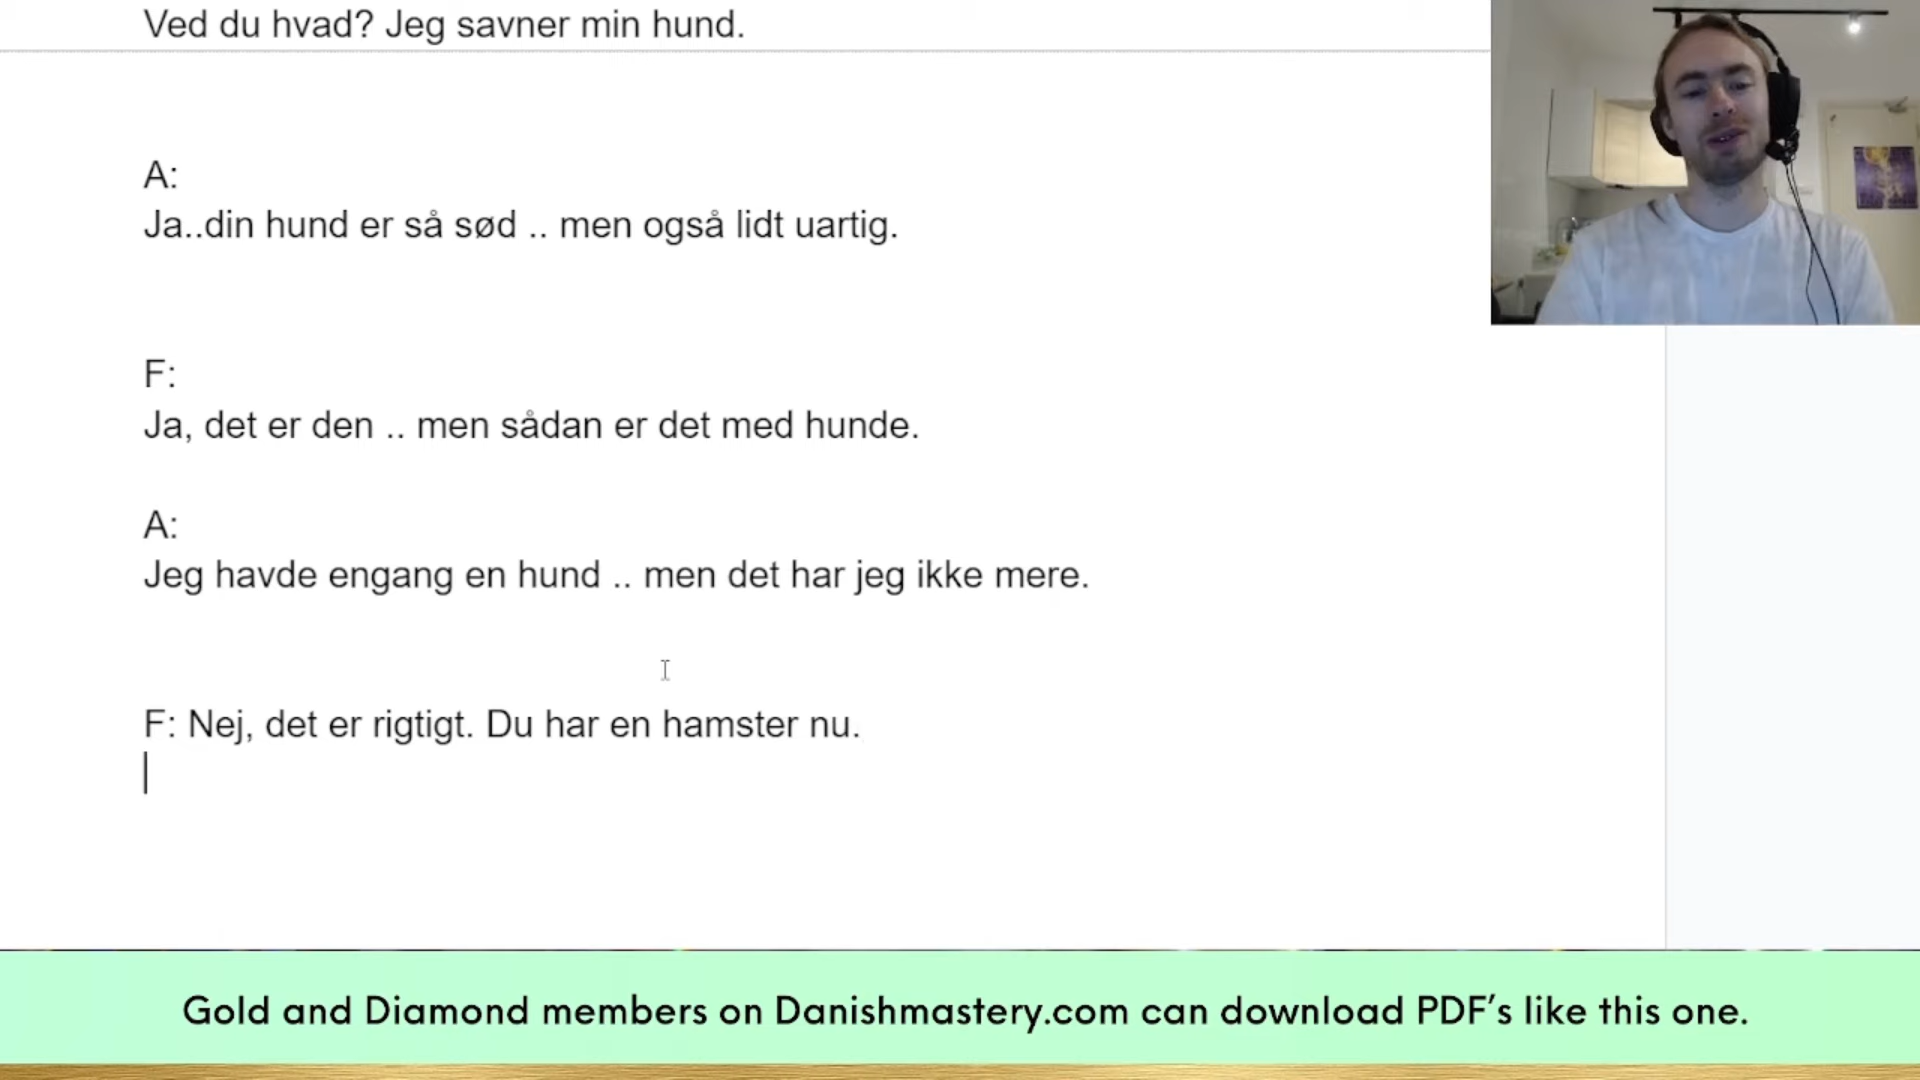 Ved du hvad? Jeg savner min hund.
A:
Ja..din hund er så sød .. men også lidt uartig.
F:
Ja, det er den .. men sådan er det med hunde.
A:
Jeg havde engang en hund .. men det har jeg ikke mere.
F: Nej, det er rigtigt. Du har en hamster nu.
Gold and Diamond members on Danishmastery.com can download PDF’s like this one.